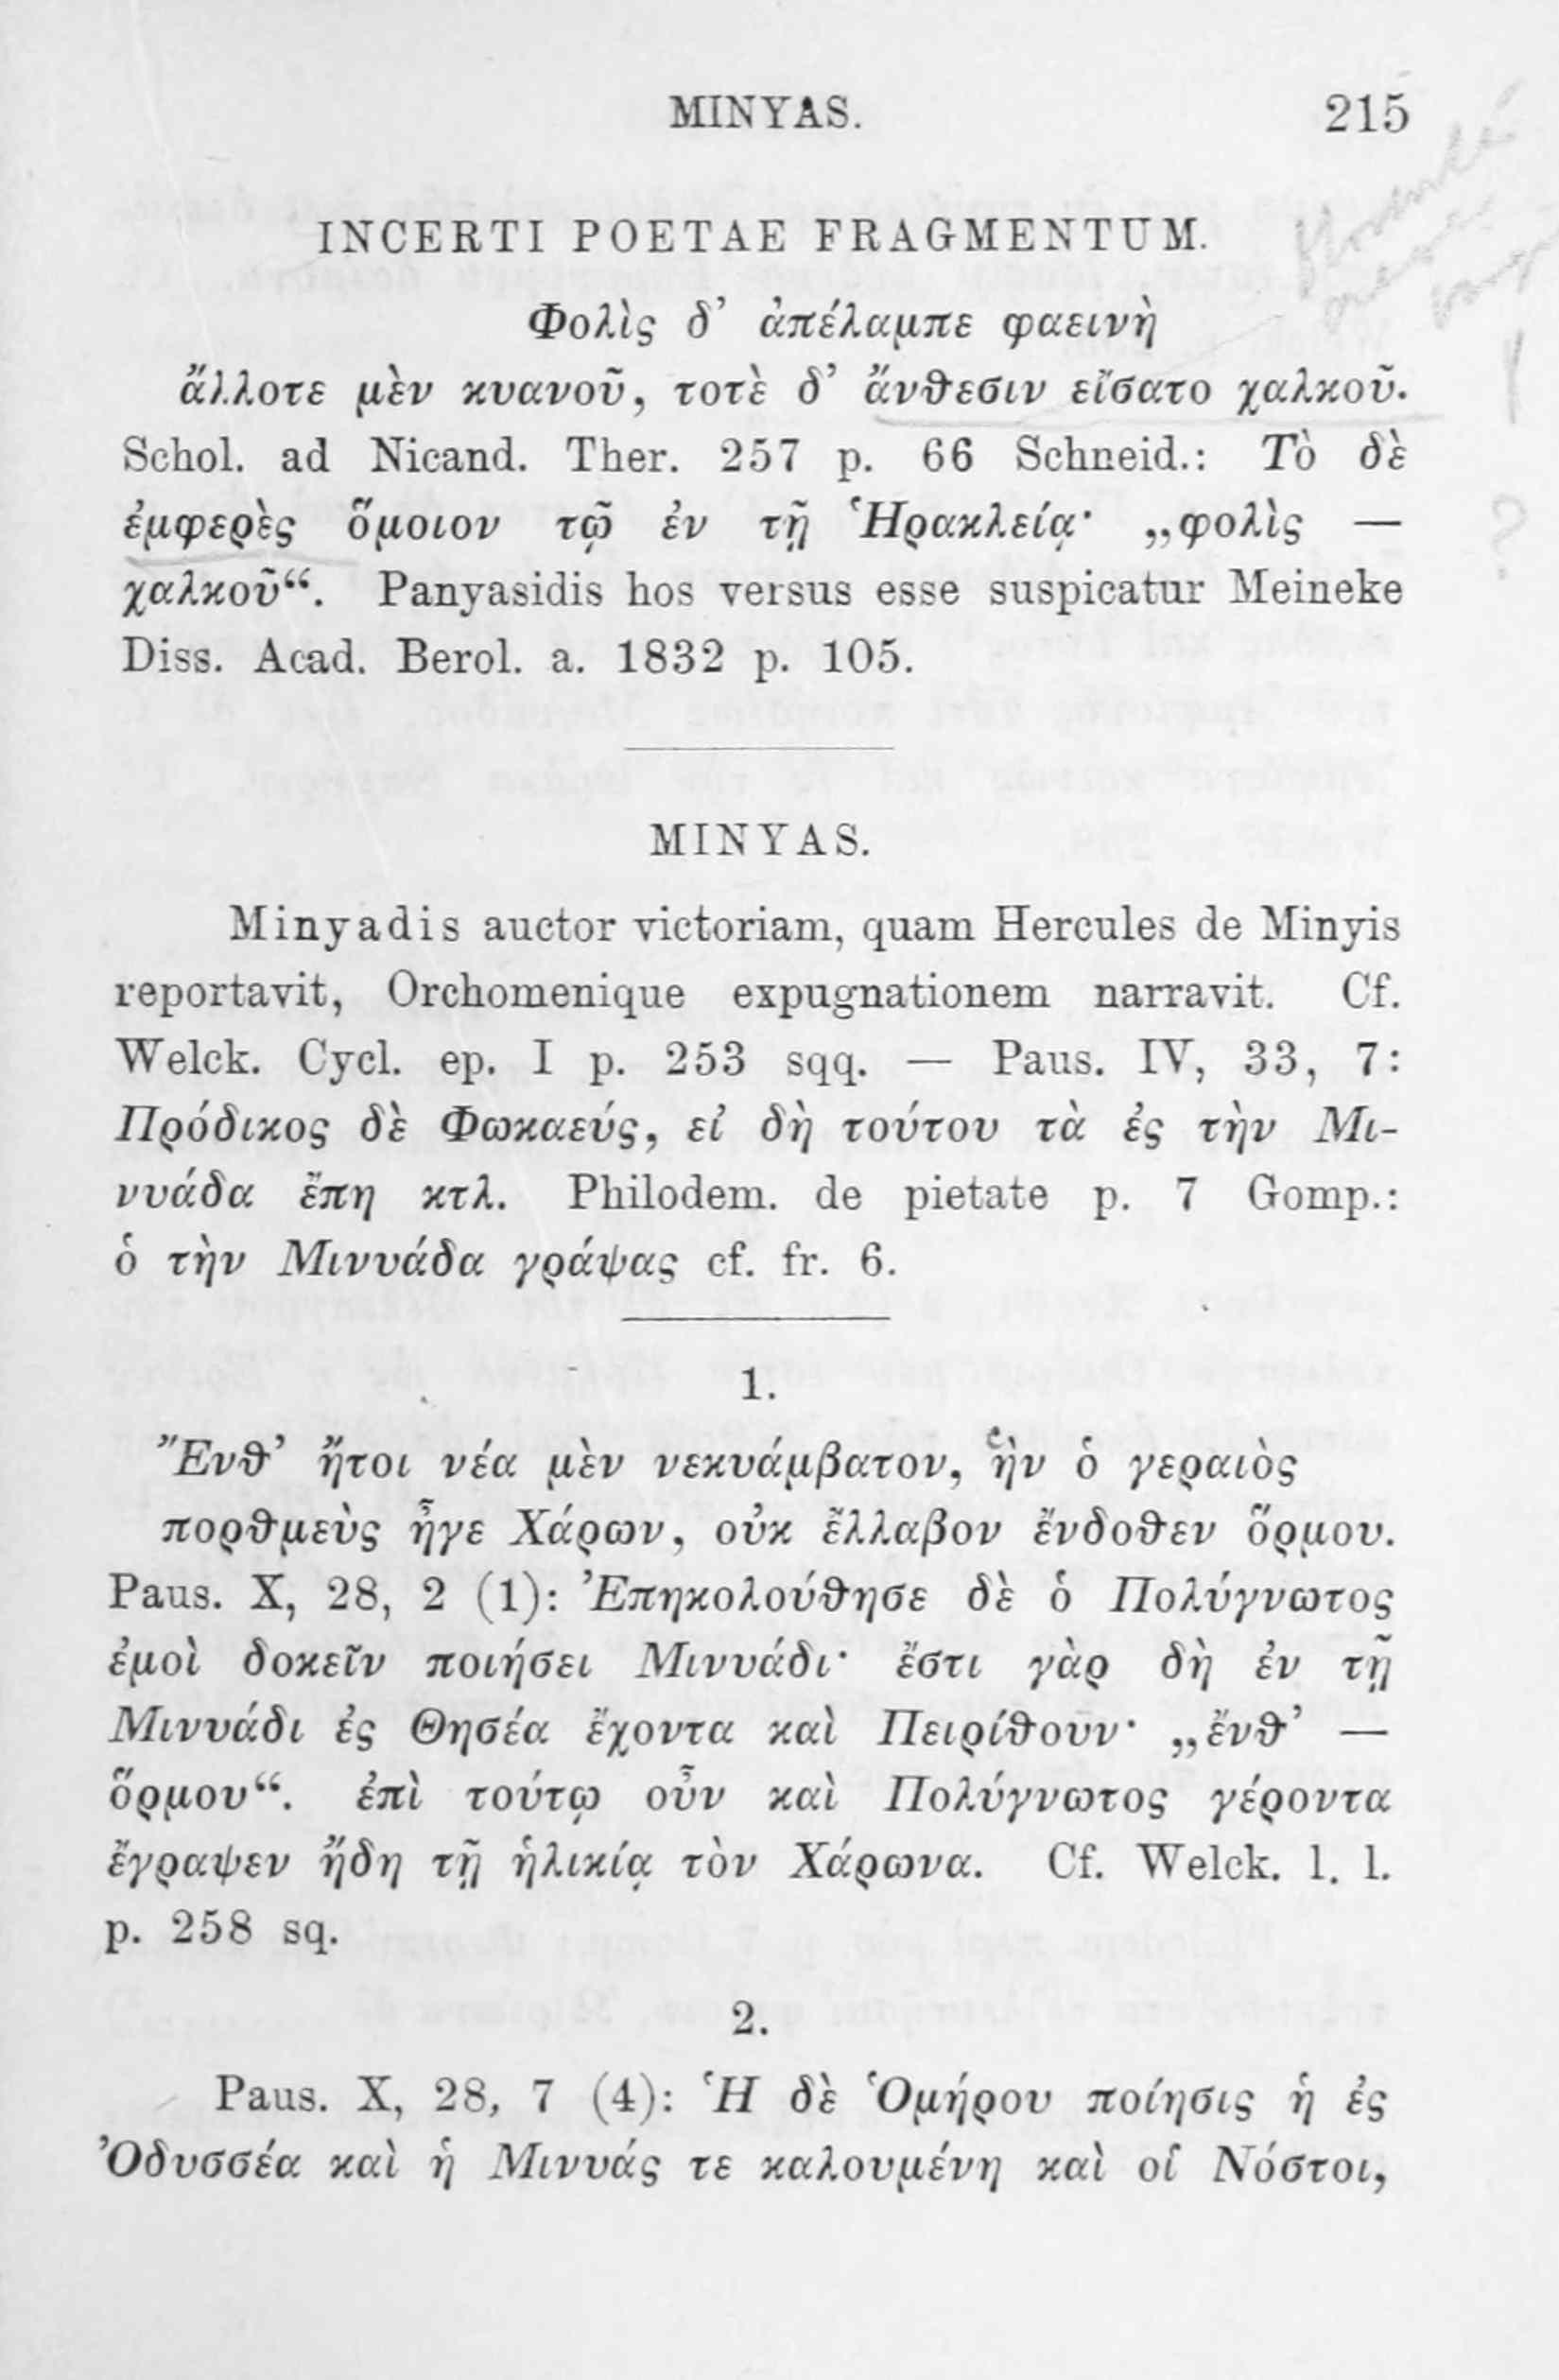 MINYAS. 215
INCERTI POETAE FRAGMENTUM.
Φολὶς δ’ ἀπέλαμπε φαεινὴ
ἄλλοτε μὲν κυανοῦ, τοτὲ δ’ ἄνθεσιν εἴσατο χαλκοῦ.
Schol. ad Nicand. Ther. 257 p. 66 Schneid.: Τὸ δὲ
ἐμφερὲς ὅμοιον τῷ ἐν τῇ Ἡρακλείᾳ· „φολὶς —
χαλκοῦ“. Panyasidis hos versus esse suspicatur Meineke
Diss. Acad. Berol. a. 1832 p. 105.
MINYAS.
Minyadis auctor victoriam, quam Hercules de Minyis
reportavit, Orchomenique expugnationem narravit. Cf.
Welck. Cycl. ep. I p. 253 sqq. — Paus. IV, 33, 7:
Πρόδικος δὲ Φωκαεύς, εἰ δὴ τούτου τὰ ἐς τὴν Μι-
νυάδα ἔπη κτλ. Philodem. de pietate p. 7 Gomp.:
ὁ τὴν Μινυάδα γράψας cf. fr. 6.
1.
Ἔνθ’ ἤτοι νέα μὲν νεκυάμβατον, ἣν ὁ γεραιὸς
πορθμεὺς ἦγε Χάρων, οὐκ ἔλλαβον ἔνδοθεν ὅρμου.
Paus. X, 28, 2 (1): Ἐπηκολούθησε δὲ ὁ Πολύγνωτος
ἐμοὶ δοκεῖν ποιήσει Μινυάδι· ἔστι γὰρ δὴ ἐν τῇ
Μινυάδι ἐς Θησέα ἔχοντα καὶ Πειρίθουν· „ἔνθ’ —
ὅρμου“. ἐπὶ τούτῳ οὖν καὶ Πολύγνωτος γέροντα
ἔγραψεν ἤδη τῇ ἡλικίᾳ τὸν Χάρωνα. Cf. Welck. l. l.
p. 258 sq.
2.
Paus. X, 28, 7 (4): Ἡ δὲ Ὁμήρου ποίησις ἡ ἐς
Ὀδυσσέα καὶ ἡ Μινυάς τε καλουμένη καὶ οἱ Νόστοι,